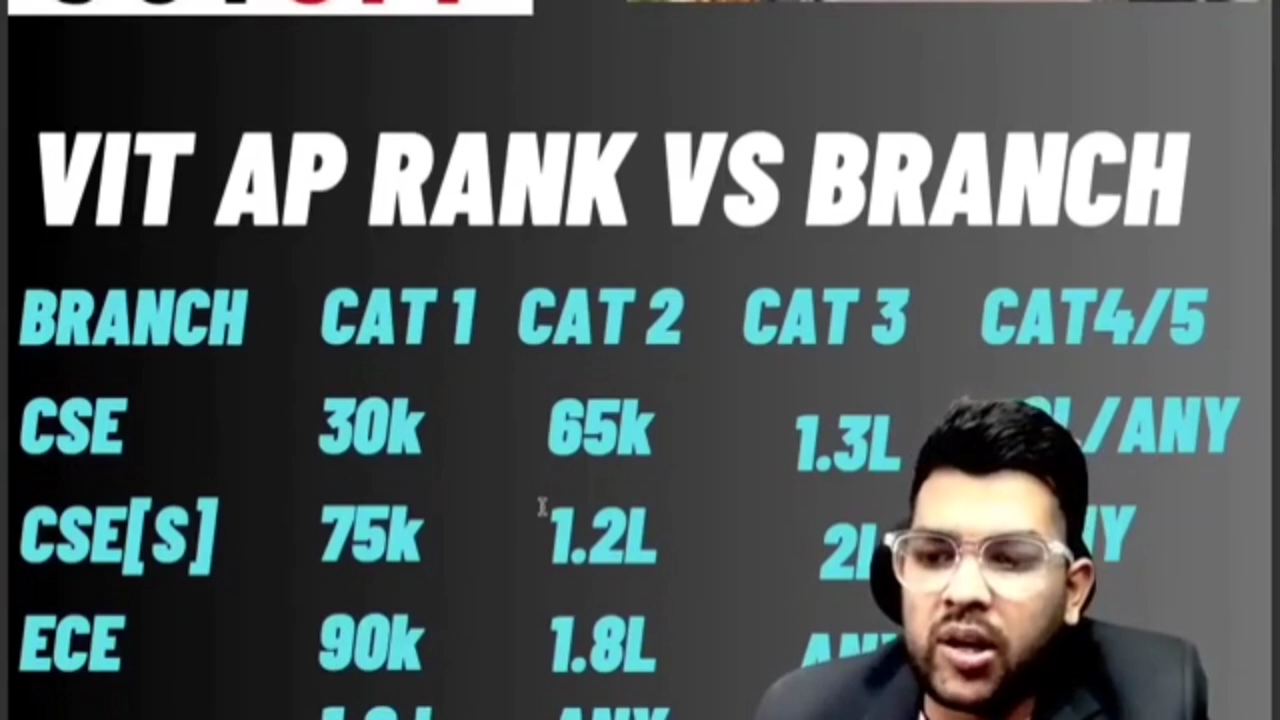 VIT AP RANK VS BRANCH
BRANCH CAT 1 CAT 2 CAT 3 CAT4/5
CSE 30k 65k 1.3L /ANY
CSE[S] 75k 1.2L
ECE 90k 1.8L